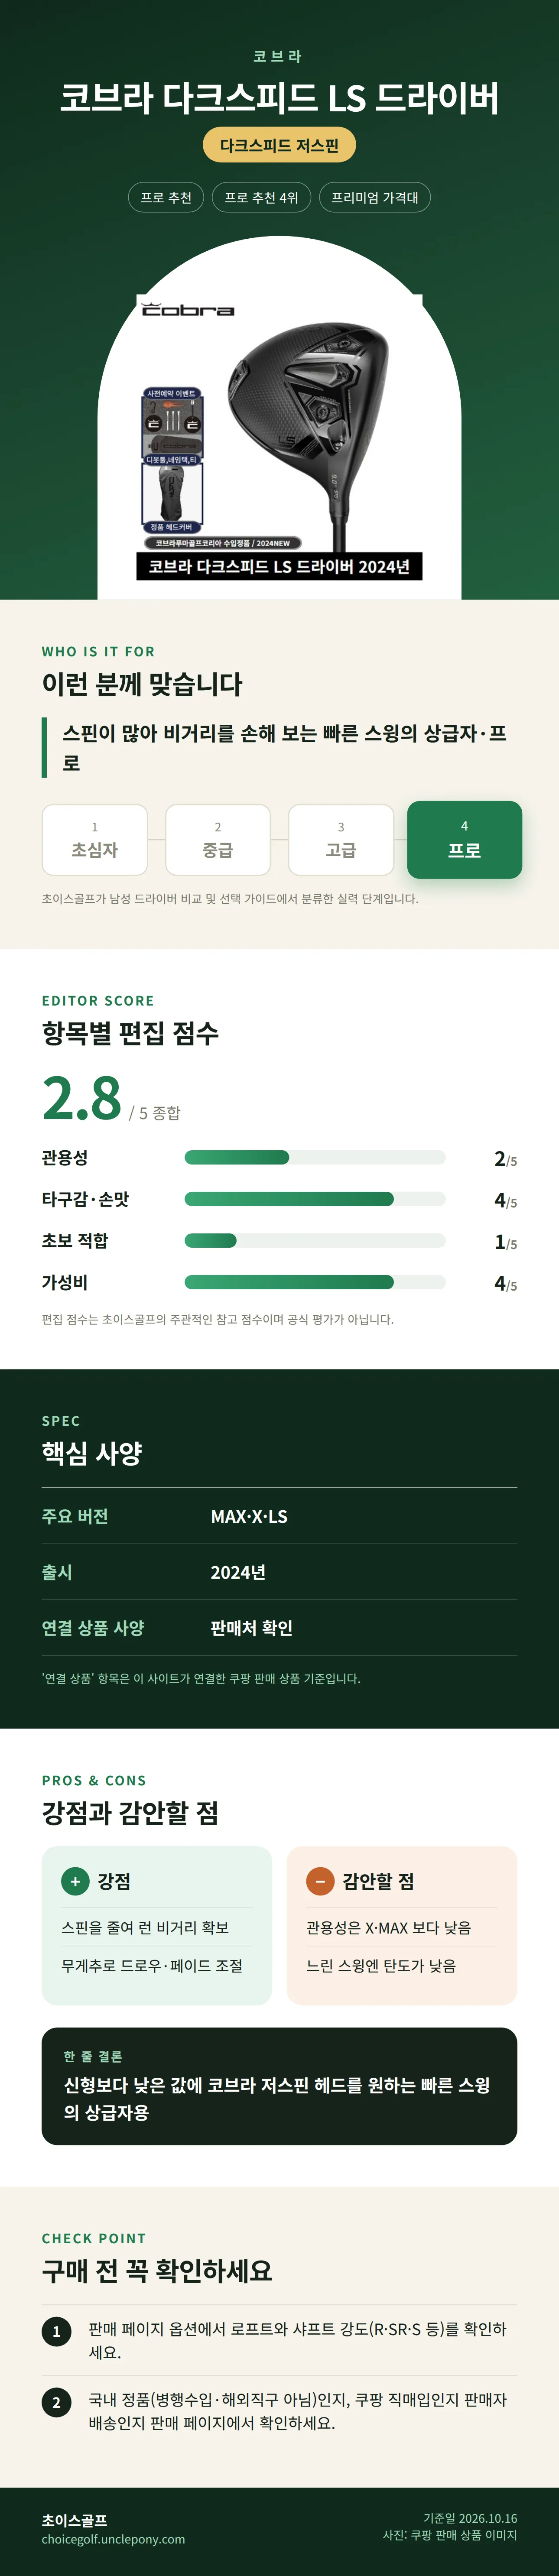 코브라
코브라 다크스피드 LS 드라이버
다크스피드 저스핀
프로 추천
프로 추천 4위
프리미엄 가격대
cobra
사전예약 이벤트
디봇툴,네임택,티
정품 헤드커버
LS
코브라푸마골프코리아 수입정품 / 2024NEW
코브라 다크스피드 LS 드라이버 2024년
WHO IS IT FOR
이런 분께 맞습니다
스핀이 많아 비거리를 손해 보는 빠른 스윙의 상급자·프
로
1
초심자
2
중급
3
고급
4
프로
초이스골프가 남성 드라이버 비교 및 선택 가이드에서 분류한 실력 단계입니다.
EDITOR SCORE
항목별 편집 점수
2.8 / 5 종합
관용성 2/5
타구감·손맛 4/5
초보 적합 1/5
가성비 4/5
편집 점수는 초이스골프의 주관적인 참고 점수이며 공식 평가가 아닙니다.
SPEC
핵심 사양
주요 버전 MAX·X·LS
출시 2024년
연결 상품 사양 판매처 확인
'연결 상품' 항목은 이 사이트가 연결한 쿠팡 판매 상품 기준입니다.
PROS & CONS
강점과 감안할 점
+ 강점
스핀을 줄여 런 비거리 확보
무게추로 드로우·페이드 조절
− 감안할 점
관용성은 X·MAX 보다 낮음
느린 스윙엔 탄도가 낮음
한 줄 결론
신형보다 낮은 값에 코브라 저스핀 헤드를 원하는 빠른 스윙
의 상급자용
CHECK POINT
구매 전 꼭 확인하세요
1 판매 페이지 옵션에서 로프트와 샤프트 강도(R·SR·S 등)를 확인하
세요.
2 국내 정품(병행수입·해외직구 아님)인지, 쿠팡 직매입인지 판매자
배송인지 판매 페이지에서 확인하세요.
초이스골프
choicegolf.unclepony.com
기준일 2026.10.16
사진: 쿠팡 판매 상품 이미지